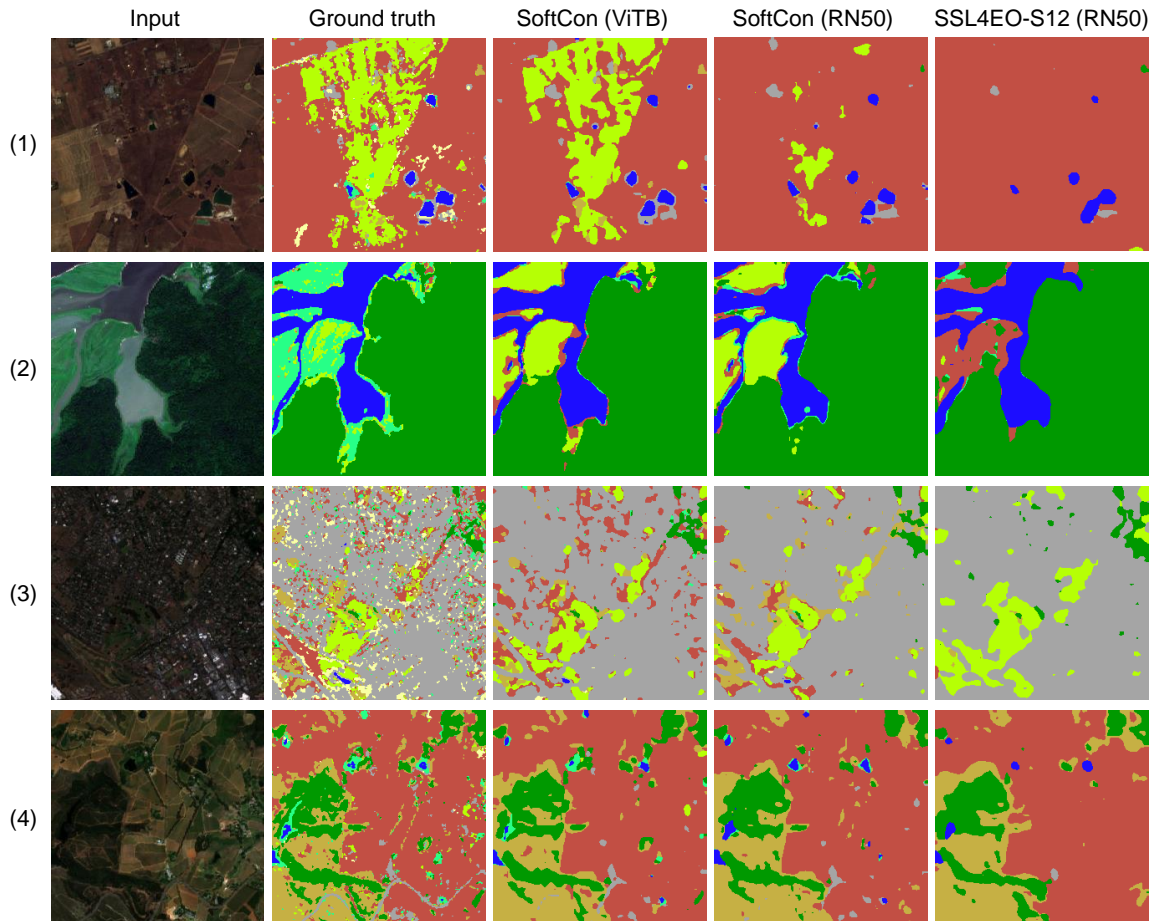 Input Ground truth SoftCon (ViTB) SoftCon (RN50) SSL4EO-S12 (RN50)
(1)
(2)
(3)
(4)